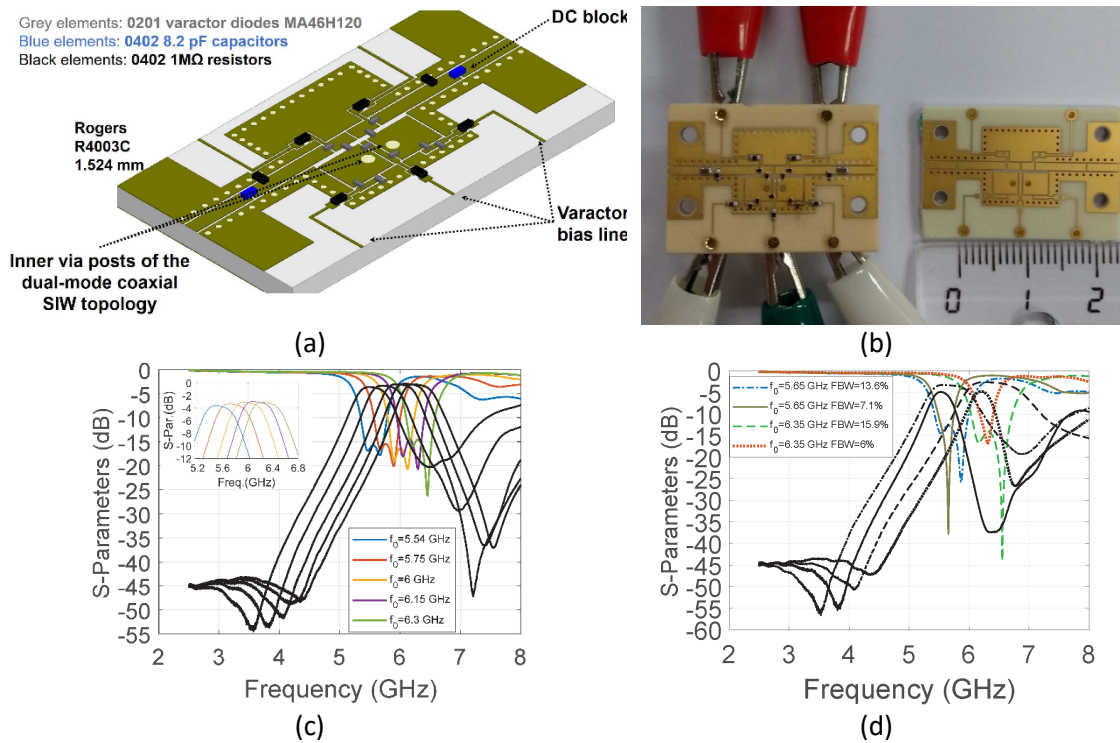 Grey elements: 0201 varactor diodes MA46H120
Blue elements: 0402 8.2 pF capacitors
Black elements: 0402 1MΩ resistors
DC block
Rogers
R4003C
1.524 mm
Varactor
bias line
Inner via posts of the
dual-mode coaxial
SIW topology
(a)
0 1 2
(b)
S-Parameters (dB)
0
-5
-10
-15
-20
-25
-30
-35
-40
-45
-50
-55
2 3 4 5 6 7 8
Frequency (GHz)
S-Par.(dB)
0
-2
-4
-6
-8
-10
-12
5.2 5.6 6 6.4 6.8
Freq.(GHz)
f0=5.54 GHz
f0=5.75 GHz
f0=6 GHz
f0=6.15 GHz
f0=6.3 GHz
(c)
S-Parameters (dB)
0
-5
-10
-15
-20
-25
-30
-35
-40
-45
-50
-55
-60
2 3 4 5 6 7 8
Frequency (GHz)
f0=5.65 GHz FBW=13.6%
f0=5.65 GHz FBW=7.1%
f0=6.35 GHz FBW=15.9%
f0=6.35 GHz FBW=6%
(d)